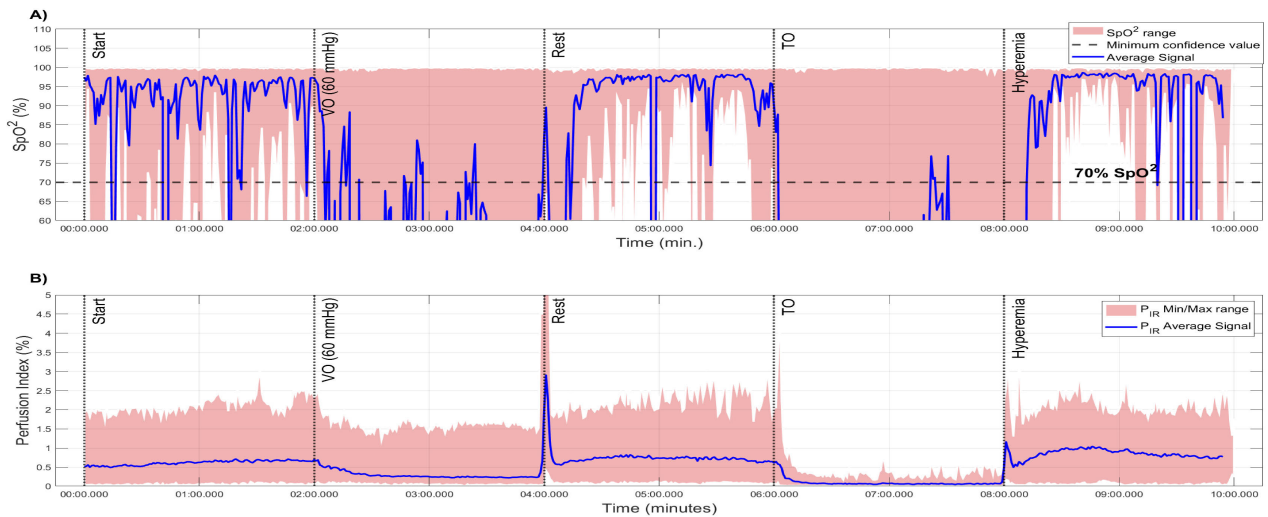 A)
110
105
100
95
90
85
80
75
70
65
60
SpO² (%)
Start
VO (60 mmHg)
Rest
TO
Hyperemia
SpO² range
Minimum confidence value
Average Signal
70% SpO²
00:00.000 01:00.000 02:00.000 03:00.000 04:00.000 05:00.000 06:00.000 07:00.000 08:00.000 09:00.000 10:00.000
Time (min.)
B)
5
4.5
4
3.5
3
2.5
2
1.5
1
0.5
0
Perfusion Index (%)
Start
VO (60 mmHg)
Rest
TO
Hyperemia
P_IR Min/Max range
P_IR Average Signal
00:00.000 01:00.000 02:00.000 03:00.000 04:00.000 05:00.000 06:00.000 07:00.000 08:00.000 09:00.000 10:00.000
Time (minutes)